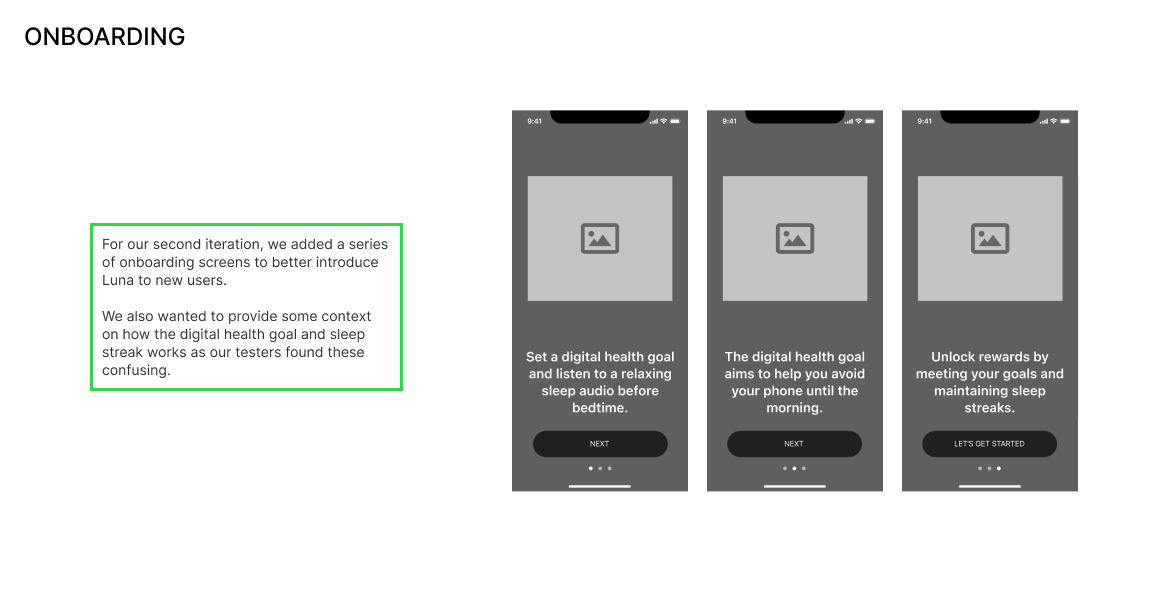 ONBOARDING
For our second iteration, we added a series
of onboarding screens to better introduce
Luna to new users.
We also wanted to provide some context
on how the digital health goal and sleep
streak works as our testers found these
confusing.
9:41
Set a digital health goal
and listen to a relaxing
sleep audio before
bedtime.
NEXT
9:41
The digital health goal
aims to help you avoid
your phone until the
morning.
NEXT
9:41
Unlock rewards by
meeting your goals and
maintaining sleep
streaks.
LET'S GET STARTED